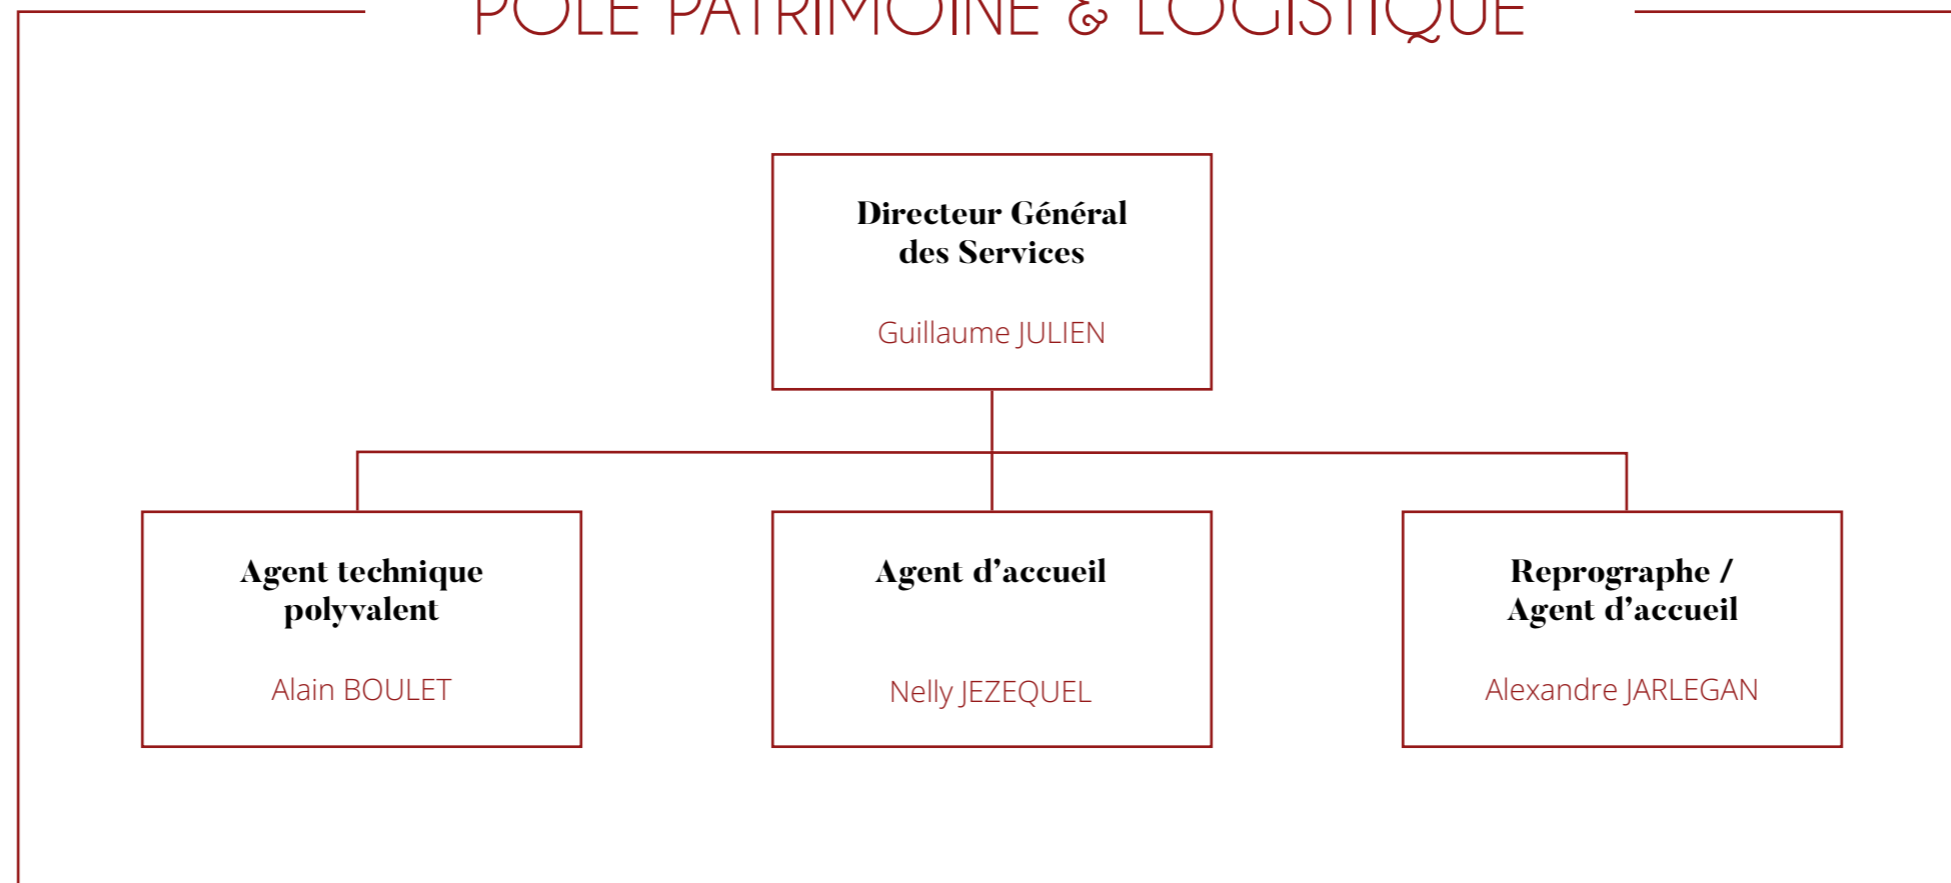 PÔLE PATRIMOINE & LOGISTIQUE
Directeur Général
des Services
Guillaume JULIEN
Agent technique
polyvalent
Alain BOULET
Agent d’accueil
Nelly JEZEQUEL
Reprographe /
Agent d’accueil
Alexandre JARLEGAN